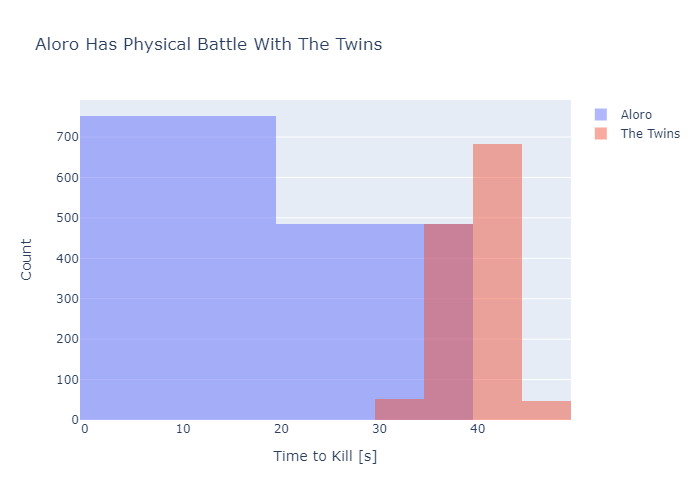 Aloro Has Physical Battle With The Twins
Aloro
The Twins
Count
700
600
500
400
300
200
100
0
0 10 20 30 40
Time to Kill [s]